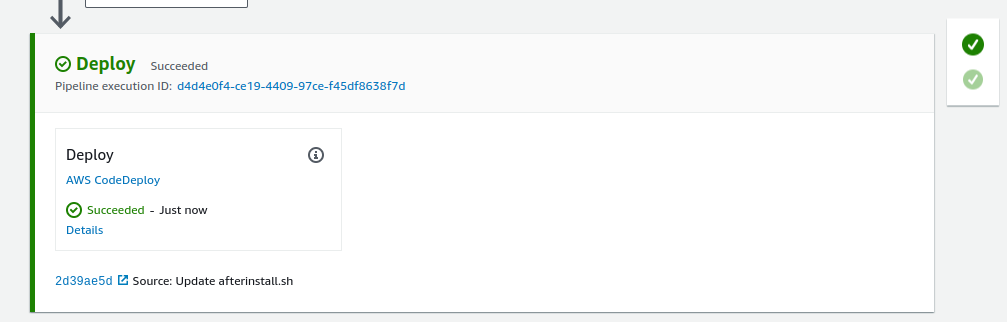 Deploy Succeeded
Pipeline execution ID: d4d4e0f4-ce19-4409-97ce-f45df8638f7d
Deploy
AWS CodeDeploy
Succeeded - Just now
Details
2d39ae5d Source: Update afterinstall.sh